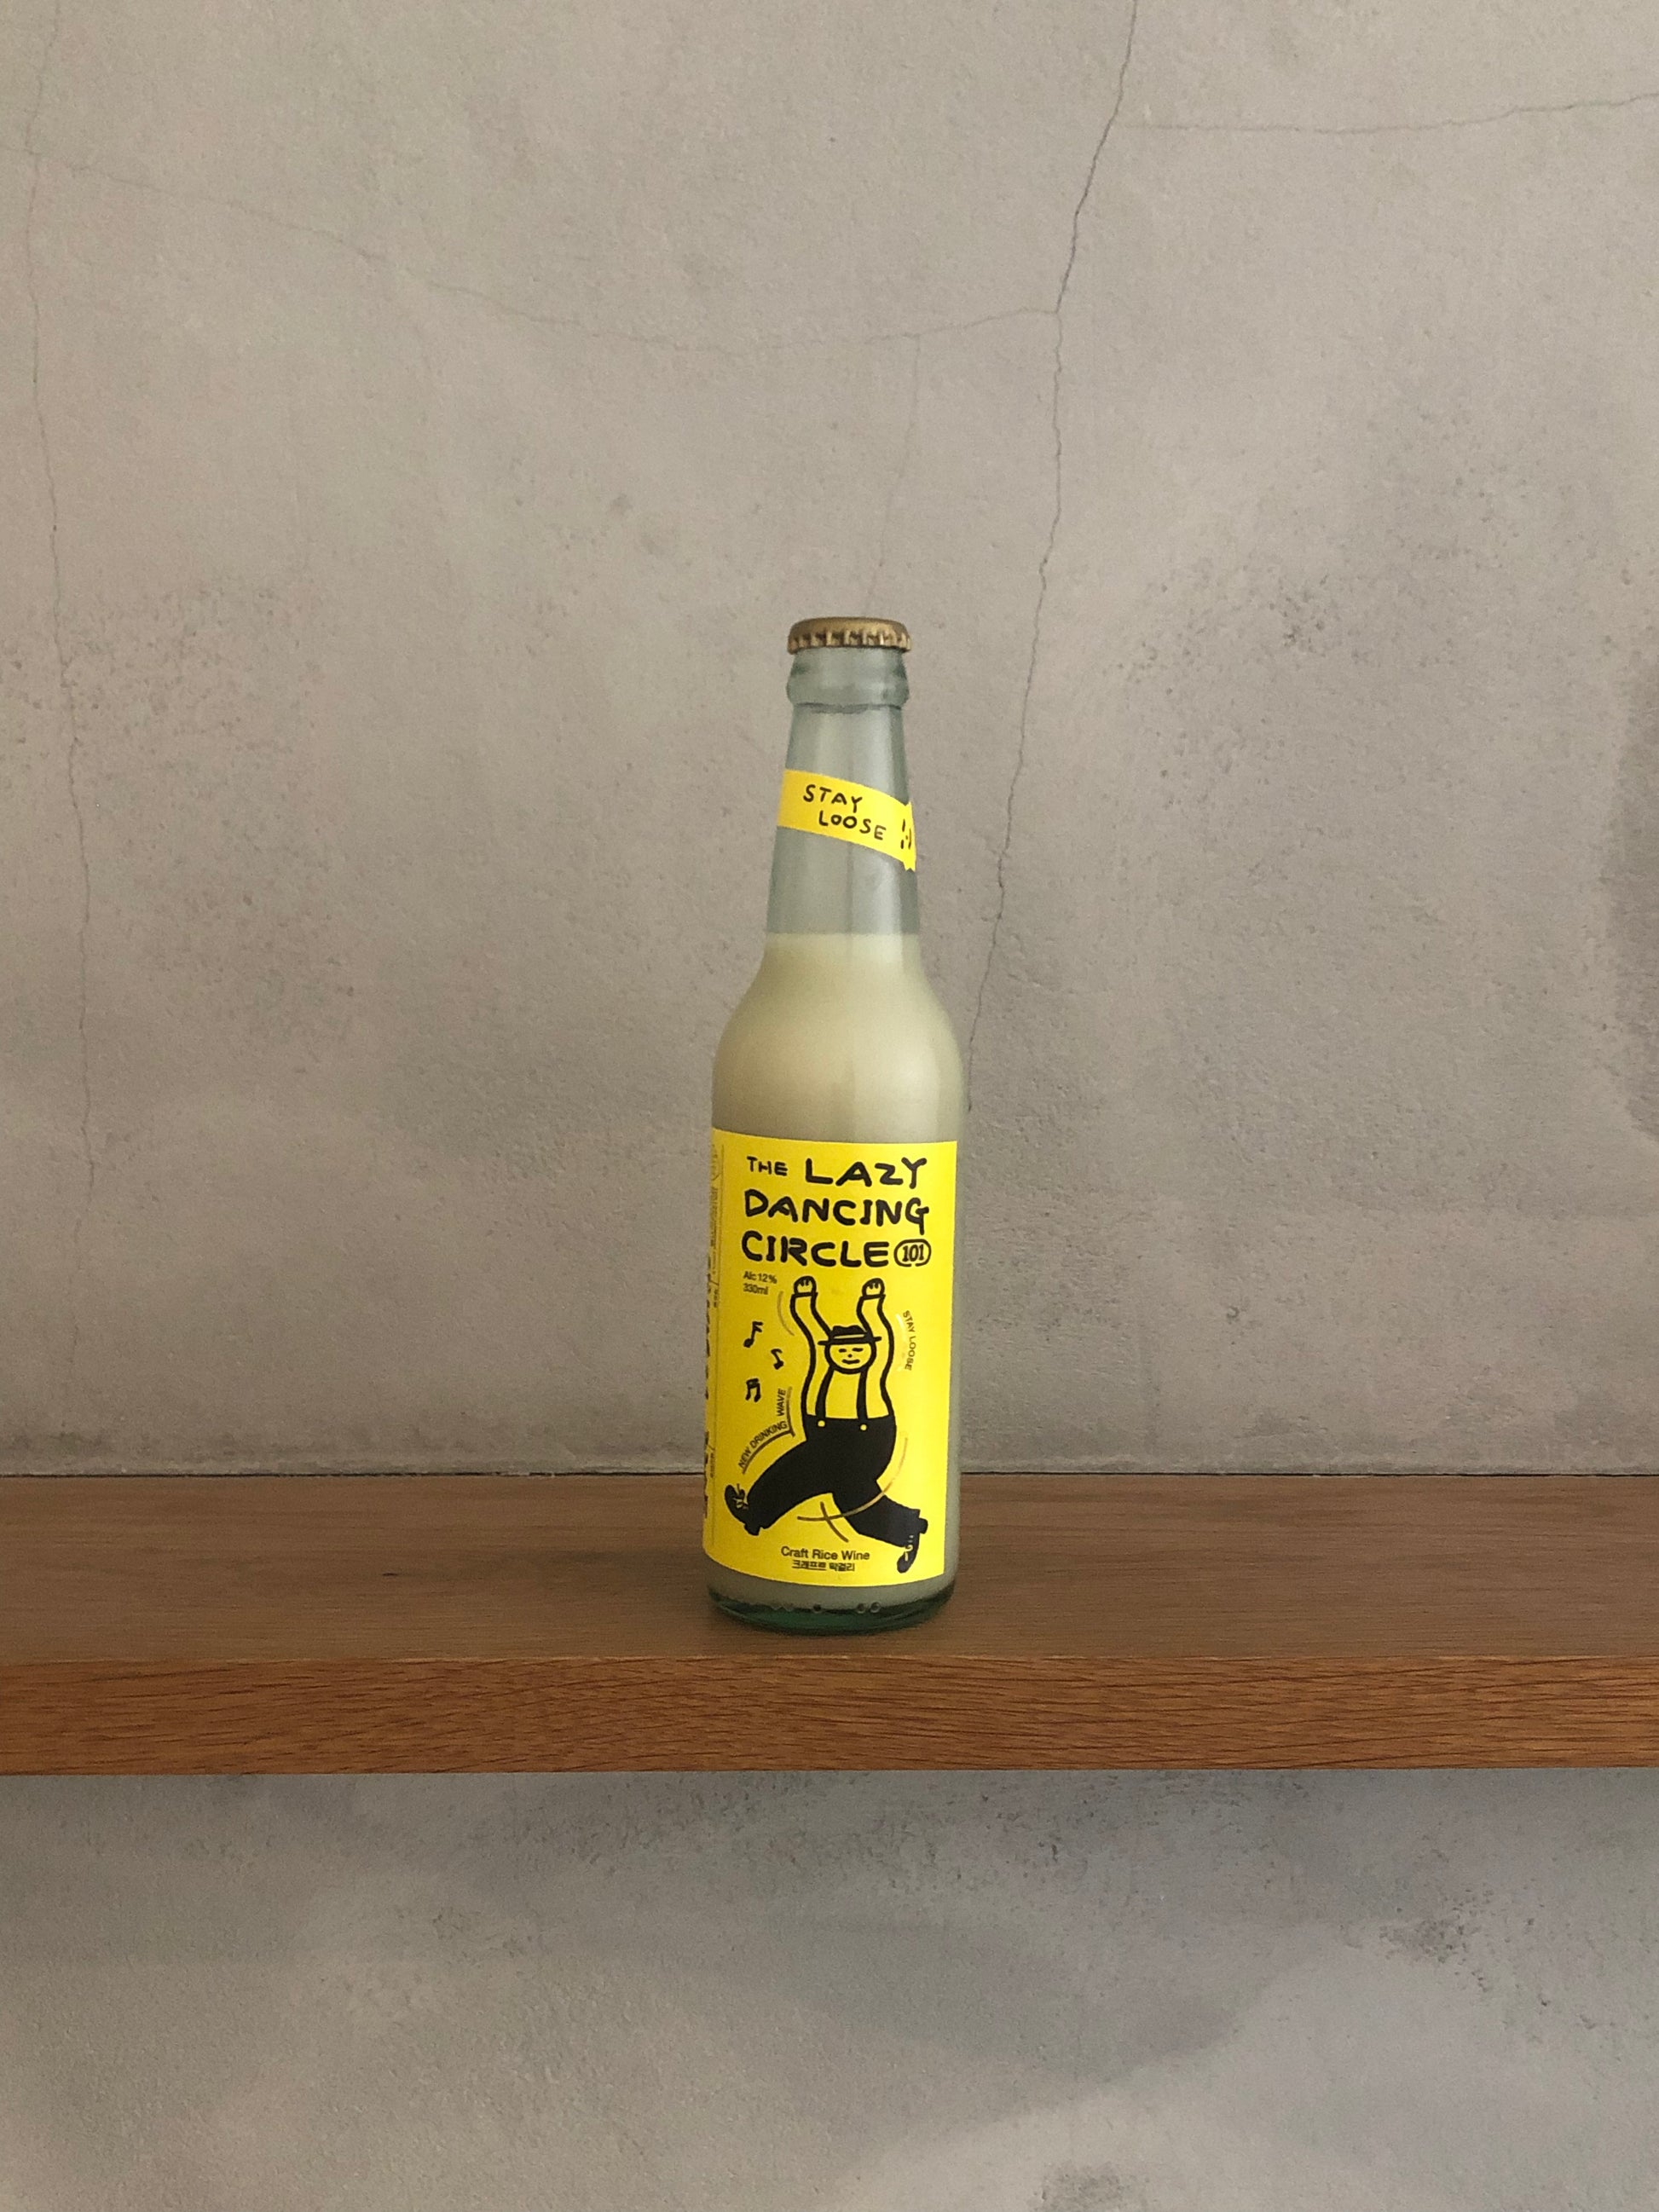 STAY
LOOSE
THE LAZY
DANCING
CIRCLE 101
Alc 12%
330ml
STAY LOOSE
NEW DRINKING WAVE
Craft Rice Wine
크래프트 막걸리